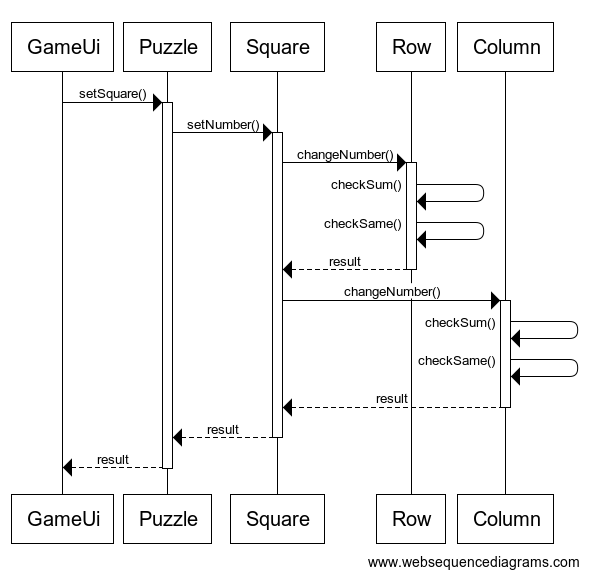 GameUi Puzzle Square Row Column
setSquare()
setNumber()
changeNumber()
checkSum()
checkSame()
result
changeNumber()
checkSum()
checkSame()
result
result
result
GameUi Puzzle Square Row Column
www.websequencediagrams.com